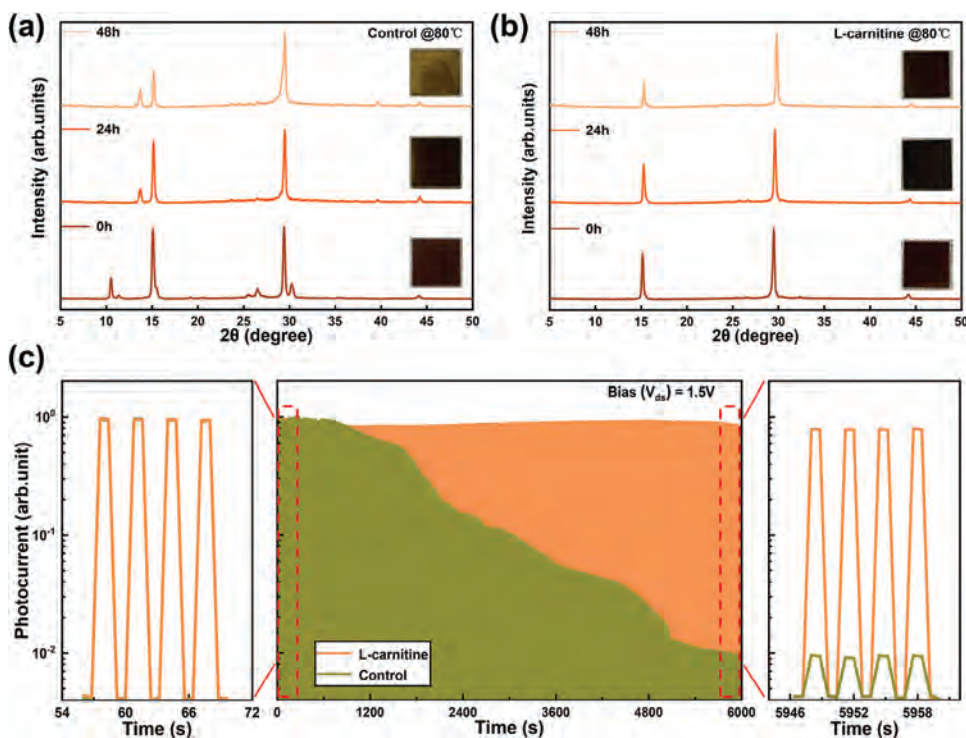 (a)
48h
Control @80℃
24h
0h
Intensity (arb.units)
5 10 15 20 25 30 35 40 45 50
2θ (degree)
(b)
48h
L-carnitine @80℃
24h
0h
Intensity (arb.units)
5 10 15 20 25 30 35 40 45 50
2θ (degree)
(c)
Bias (Vds) = 1.5V
10⁰
10⁻¹
10⁻²
Photocurrent (arb.unit)
L-carnitine
Control
54 60 66 72
Time (s)
0 1200 2400 3600 4800 6000
Time (s)
5946 5952 5958
Time (s)